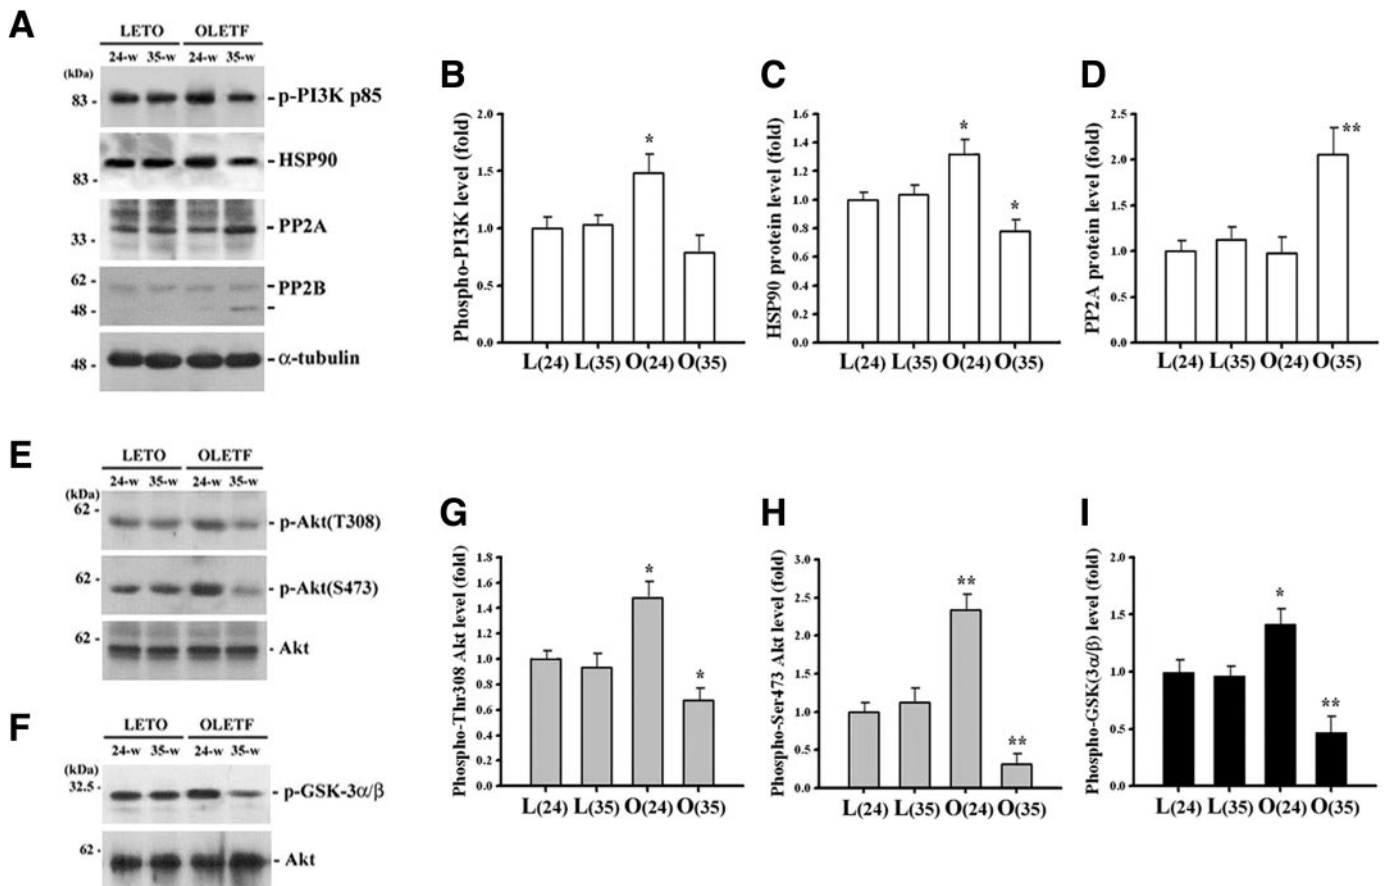 A
LETO OLETF
24-w 35-w 24-w 35-w
(kDa)
83 - - p-PI3K p85
- HSP90
83 -
- PP2A
33 -
62 - - PP2B
48 - -
- α-tubulin
48 -
B
Phospho-PI3K level (fold)
2.0
1.5
1.0
0.5
0.0
*
L(24) L(35) O(24) O(35)
C
HSP90 protein level (fold)
1.6
1.4
1.2
1.0
0.8
0.6
0.4
0.2
0.0
*
*
L(24) L(35) O(24) O(35)
D
PP2A protein level (fold)
2.5
2.0
1.5
1.0
0.5
0.0
**
L(24) L(35) O(24) O(35)
E
LETO OLETF
24-w 35-w 24-w 35-w
(kDa)
62 -
- p-Akt(T308)
62 -
- p-Akt(S473)
62 -
- Akt
F
LETO OLETF
24-w 35-w 24-w 35-w
(kDa)
32.5 -
- p-GSK-3α/β
62 -
- Akt
G
Phospho-Thr308 Akt level (fold)
1.8
1.6
1.4
1.2
1.0
0.8
0.6
0.4
0.2
0.0
*
*
L(24) L(35) O(24) O(35)
H
Phospho-Ser473 Akt level (fold)
3.0
2.5
2.0
1.5
1.0
0.5
0.0
**
**
L(24) L(35) O(24) O(35)
I
Phospho-GSK(3α/β) level (fold)
2.0
1.5
1.0
0.5
0.0
*
**
L(24) L(35) O(24) O(35)